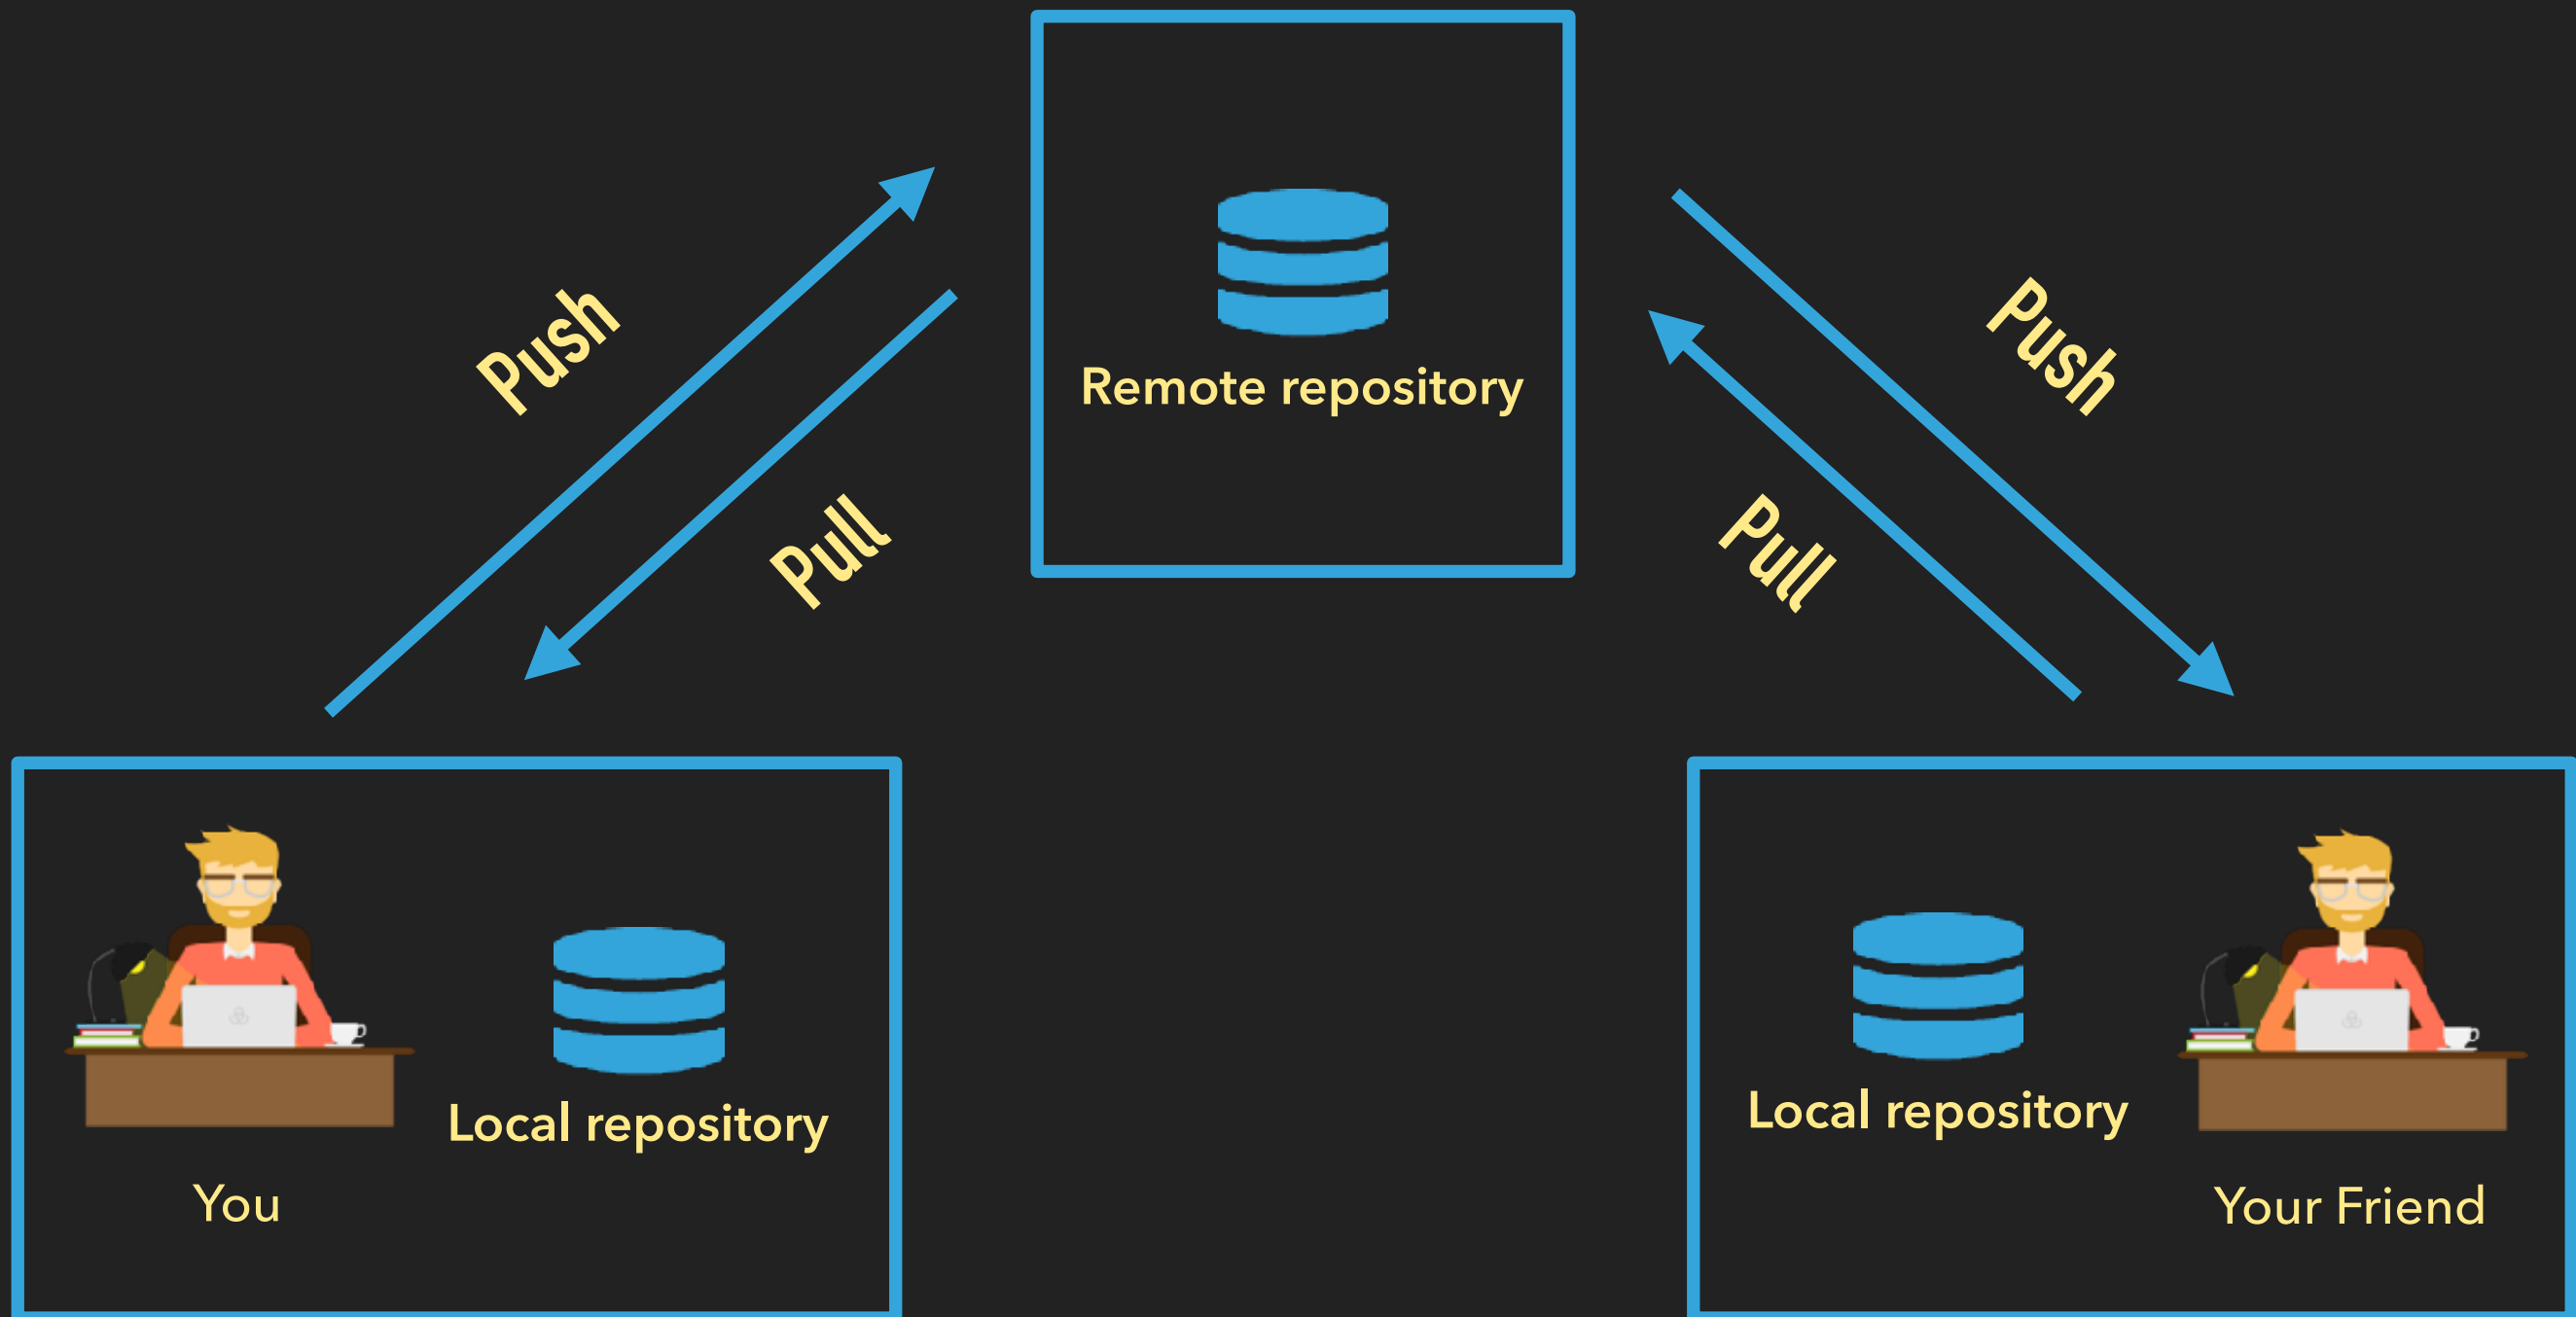 Remote repository
Push
Pull
Push
Pull
Local repository
You
Local repository
Your Friend